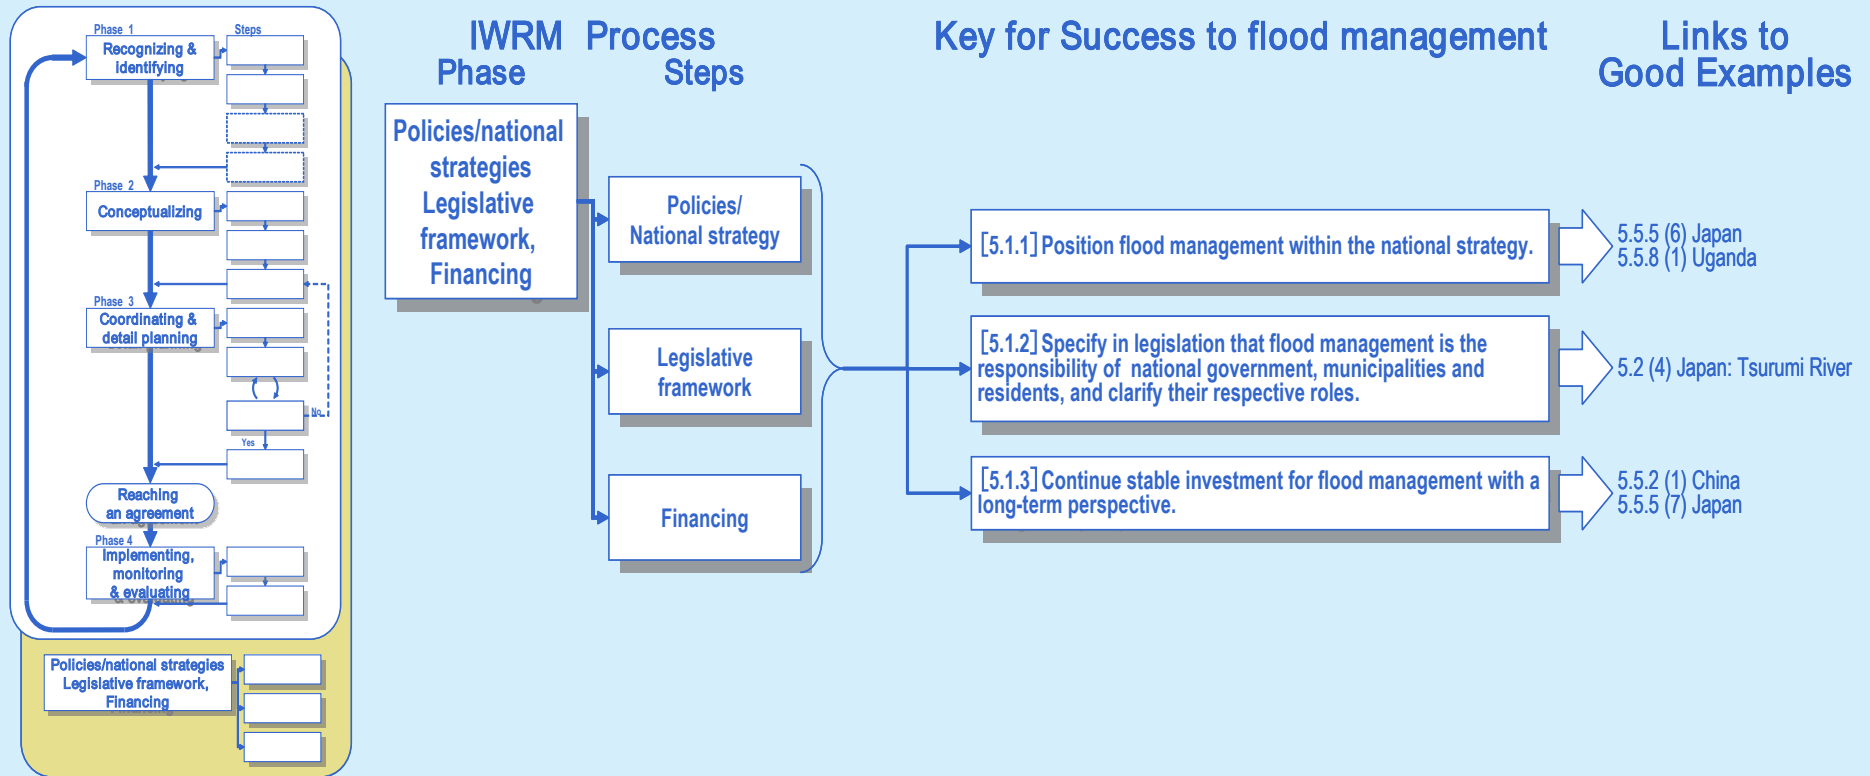 Phase 1
Steps
Recognizing &
identifying
Phase 2
Conceptualizing
Phase 3
Coordinating &
detail planning
No
Yes
Reaching
an agreement
Phase 4
Implementing,
monitoring
& evaluating
Policies/national strategies
Legislative framework,
Financing
IWRM Process
Phase
Steps
Policies/national
strategies
Legislative
framework,
Financing
Policies/
National strategy
Legislative
framework
Financing
Key for Success to flood management
[5.1.1] Position flood management within the national strategy.
[5.1.2] Specify in legislation that flood management is the
responsibility of national government, municipalities and
residents, and clarify their respective roles.
[5.1.3] Continue stable investment for flood management with a
long-term perspective.
Links to
Good Examples
5.5.5 (6) Japan
5.5.8 (1) Uganda
5.2 (4) Japan: Tsurumi River
5.5.2 (1) China
5.5.5 (7) Japan